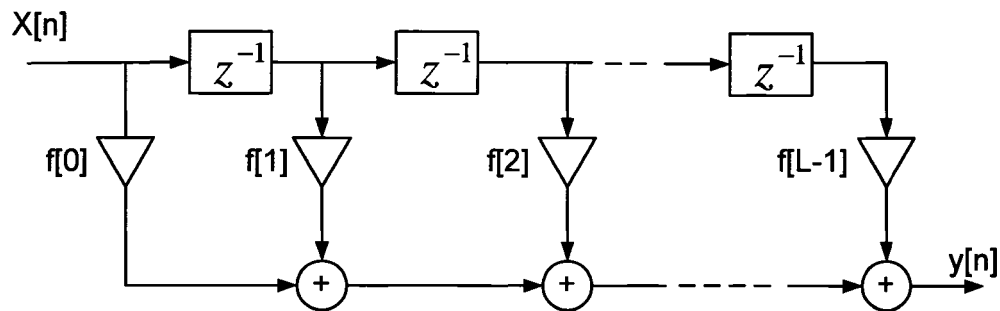 X[n]
z⁻¹
z⁻¹
z⁻¹
f[0]
f[1]
f[2]
f[L-1]
+
+
+
y[n]